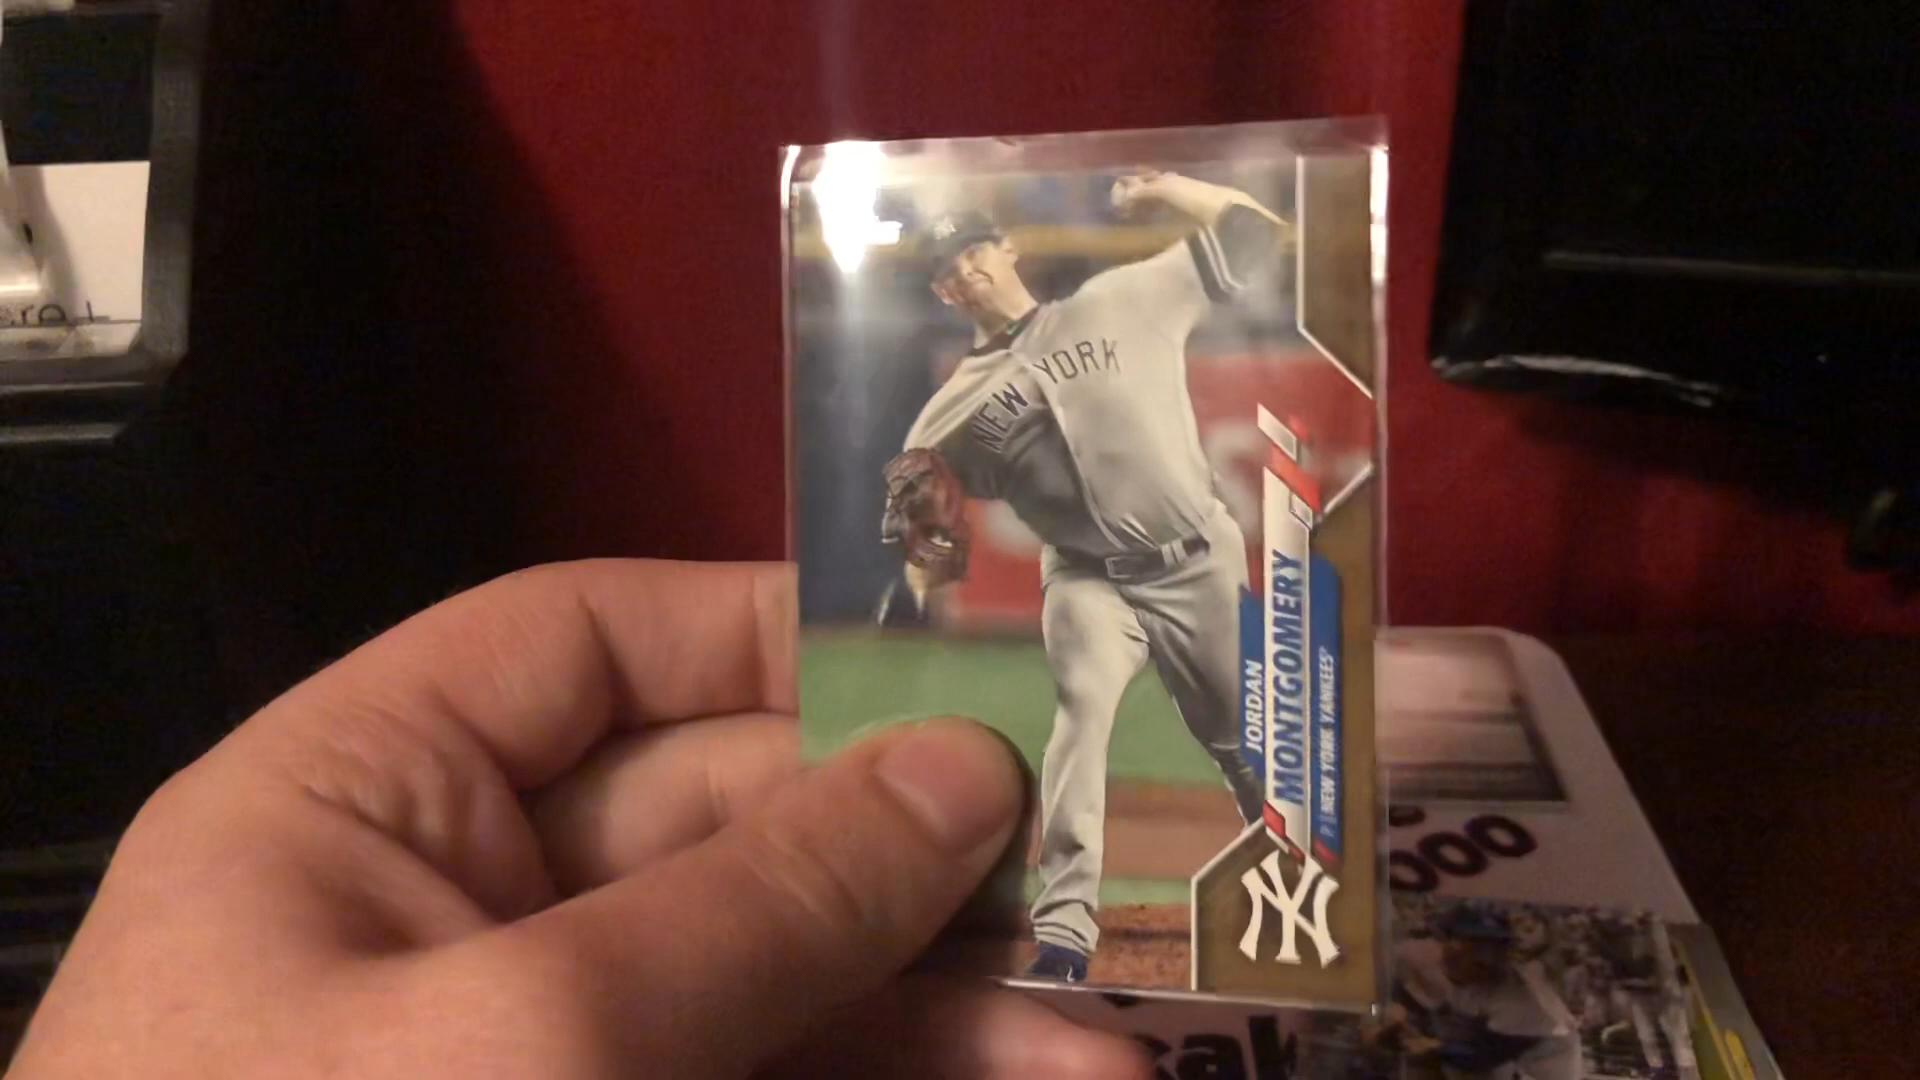 NEW YORK
JORDAN
MONTGOMERY
P NEW YORK YANKEES
NY
000